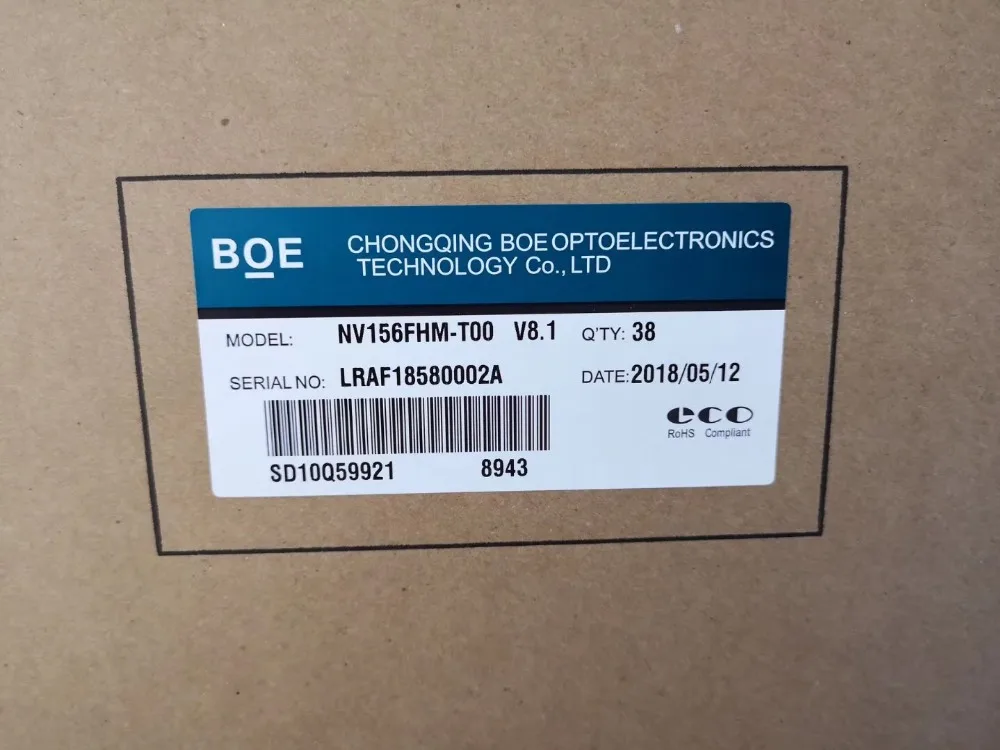 BOE
CHONGQING BOE OPTOELECTRONICS
TECHNOLOGY Co., LTD
MODEL: NV156FHM-T00 V8.1 Q'TY: 38
SERIAL NO: LRAF18580002A DATE:2018/05/12
eco
RoHS Compliant
SD10Q59921 8943